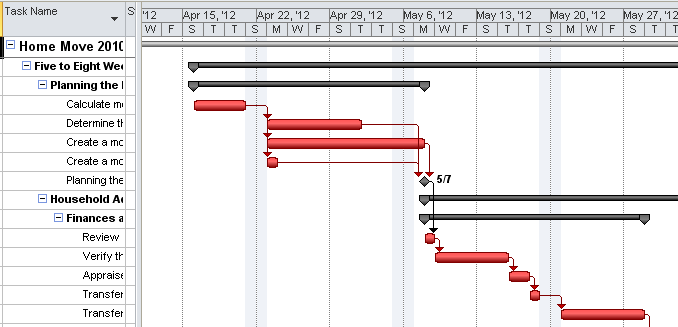 Task Name S '12 Apr 15, '12 Apr 22, '12 Apr 29, '12 May 6, '12 May 13, '12 May 20, '12 May 27, '12
W F S T T S M W F S T T S M W F S T T S M W F S T T
Home Move 2010
Five to Eight Wee
Planning the
Calculate
Determine th
Create a mo
Create a mo
Planning the
5/7
Household
Finances a
Review
Verify th
Appraise
Transfer
Transfer